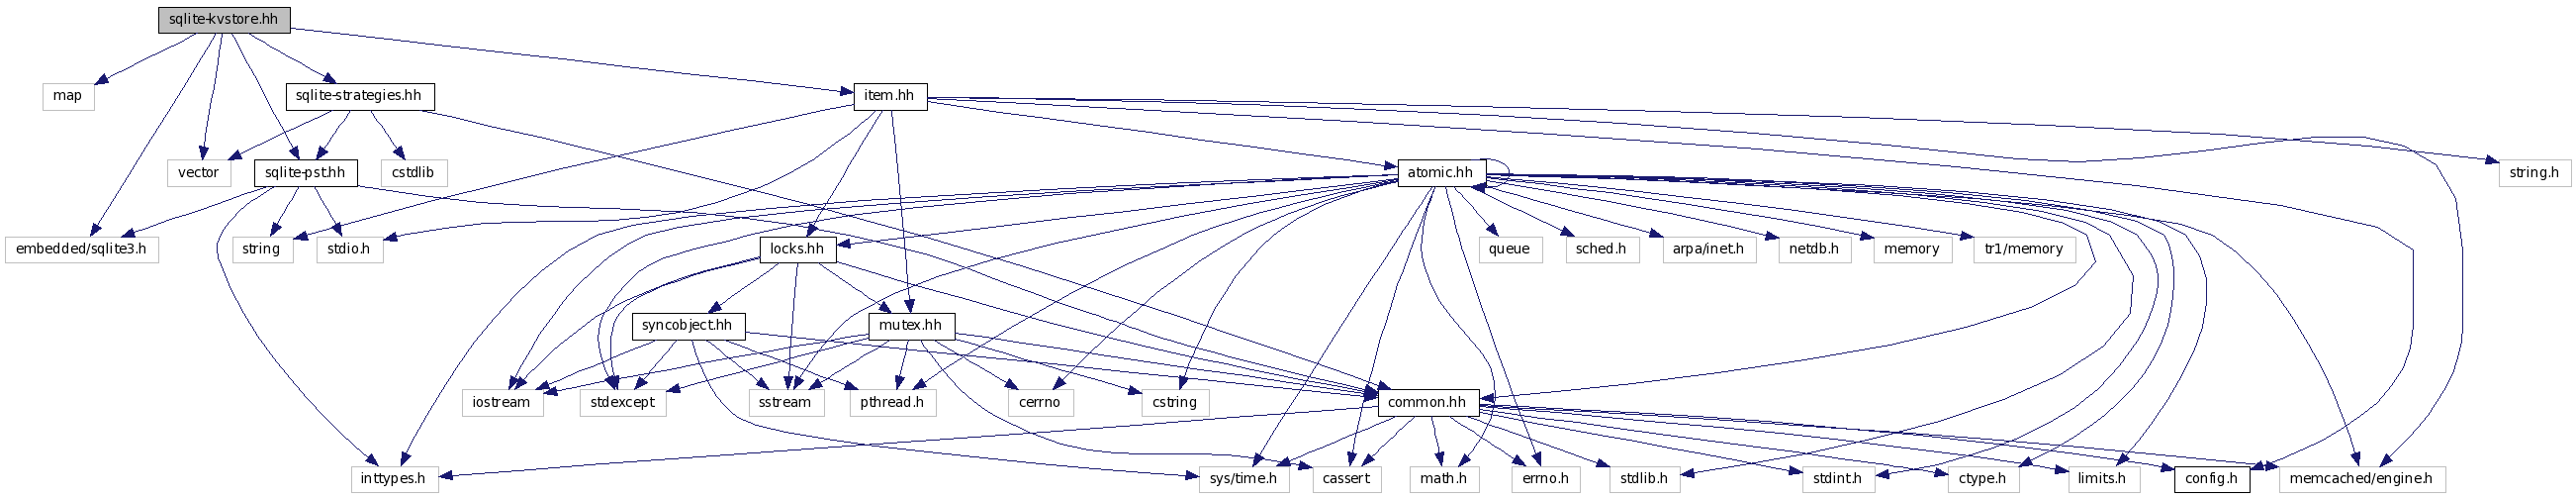 sqlite-kvstore.hh
map
sqlite-strategies.hh
item.hh
vector
sqlite-pst.hh
cstdlib
atomic.hh
string.h
embedded/sqlite3.h
string
stdio.h
locks.hh
queue
sched.h
arpa/inet.h
netdb.h
memory
tr1/memory
syncobject.hh
mutex.hh
iostream
stdexcept
sstream
pthread.h
cerrno
cstring
common.hh
inttypes.h
sys/time.h
cassert
math.h
errno.h
stdlib.h
stdint.h
ctype.h
limits.h
config.h
memcached/engine.h